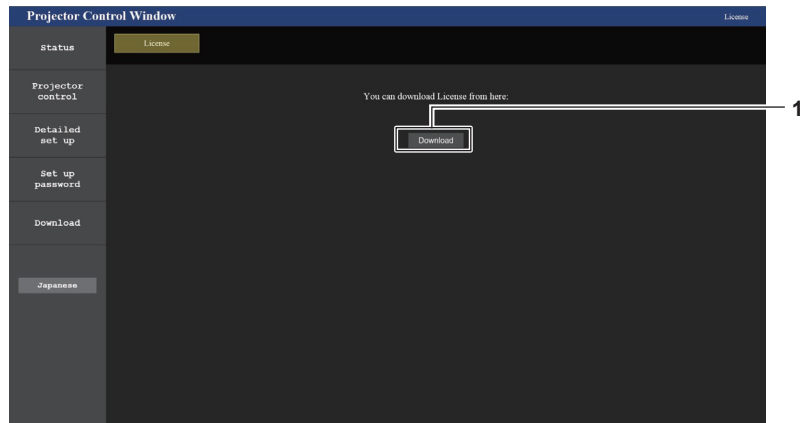 Projector Control Window
License
Status
License
Projector
control
You can download License from here:
1
Detailed
set up
Download
Set up
password
Download
Japanese